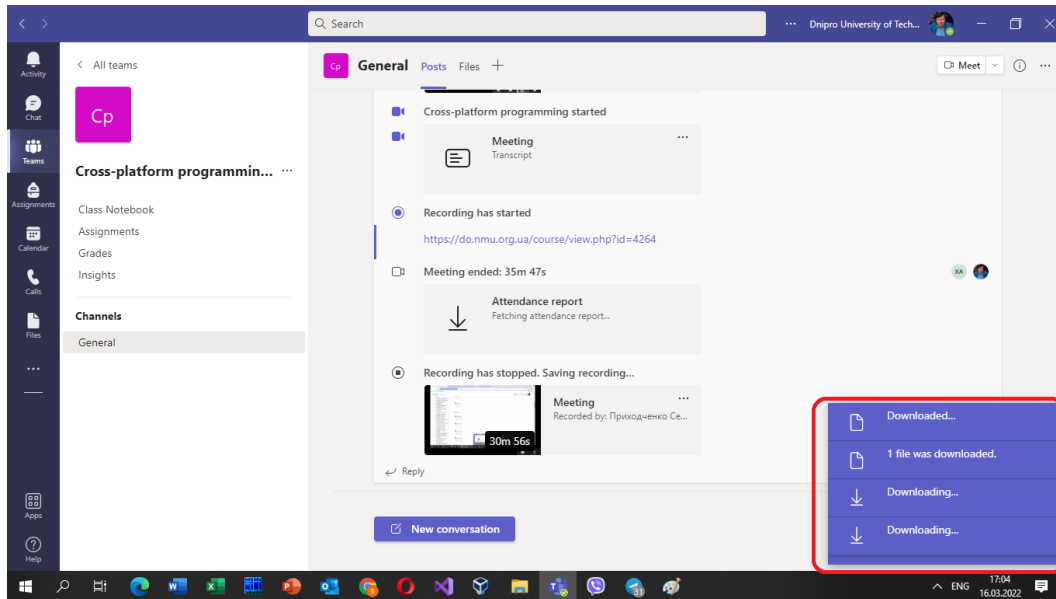 Search
Dnipro University of Tech...
Activity
Chat
Teams
Assignments
Calendar
Calls
Files
Apps
Help
All teams
Cp
Cross-platform programmin...
Class Notebook
Assignments
Grades
Insights
Channels
General
Cp General Posts Files
Meet
Cross-platform programming started
Meeting
Transcript
Recording has started
https://do.nmu.org.ua/course/view.php?id=4264
Meeting ended: 35m 47s
XA
Attendance report
Fetching attendance report...
Recording has stopped. Saving recording...
30m 56s
Meeting
Recorded by: Приходченко Се...
Reply
New conversation
Downloaded...
1 file was downloaded.
Downloading...
Downloading...
31
ENG
17:04
16.03.2022